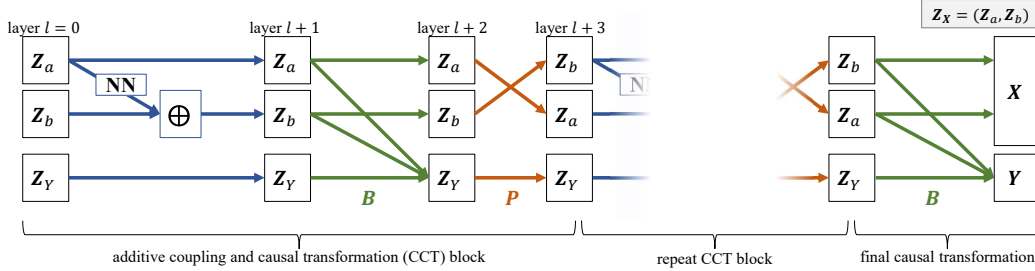 Z_X = (Z_a, Z_b)
layer l = 0
layer l + 1
layer l + 2
layer l + 3
Z_a
Z_a
Z_a
Z_b
Z_b
X
NN
NN
Z_b
⊕
Z_b
Z_b
Z_a
Z_a
Z_Y
Z_Y
Z_Y
Z_Y
Z_Y
Y
B
P
B
additive coupling and causal transformation (CCT) block
repeat CCT block
final causal transformation